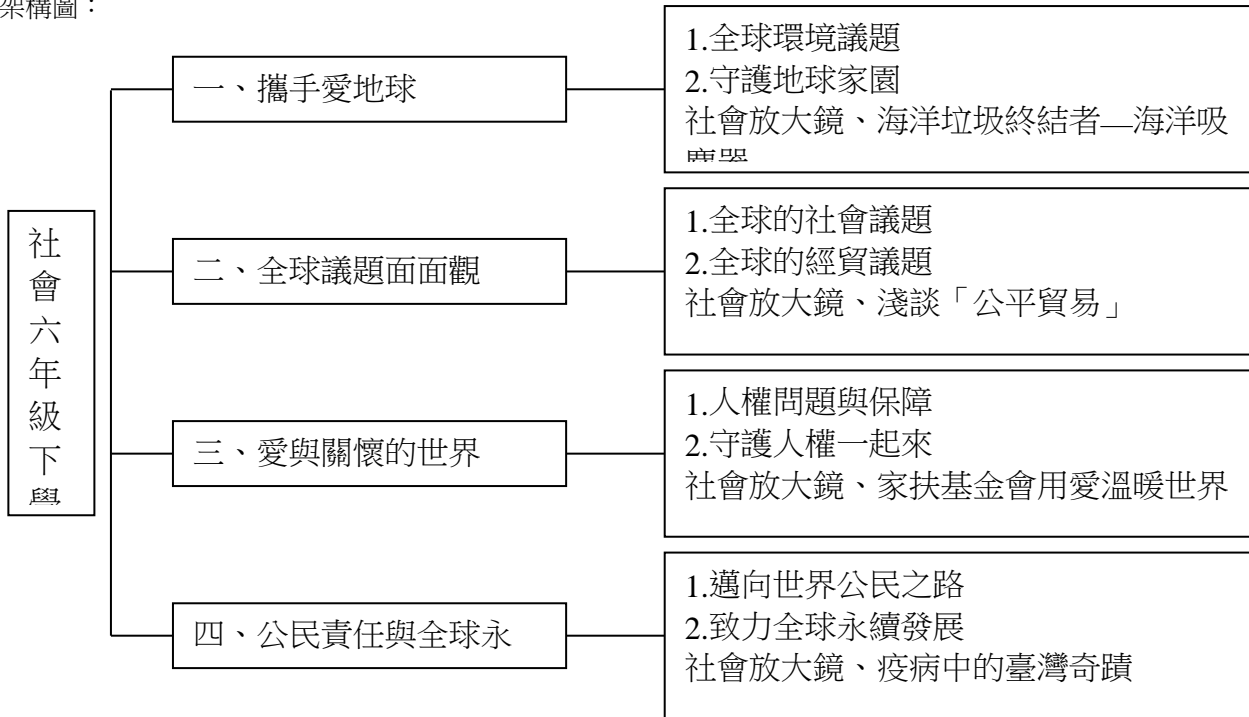 架構圖：
社會六年級下學
一、攜手愛地球
1.全球環境議題
2.守護地球家園
社會放大鏡、海洋垃圾終結者—海洋吸
塵器
二、全球議題面面觀
1.全球的社會議題
2.全球的經貿議題
社會放大鏡、淺談「公平貿易」
三、愛與關懷的世界
1.人權問題與保障
2.守護人權一起來
社會放大鏡、家扶基金會用愛溫暖世界
四、公民責任與全球永
1.邁向世界公民之路
2.致力全球永續發展
社會放大鏡、疫病中的臺灣奇蹟